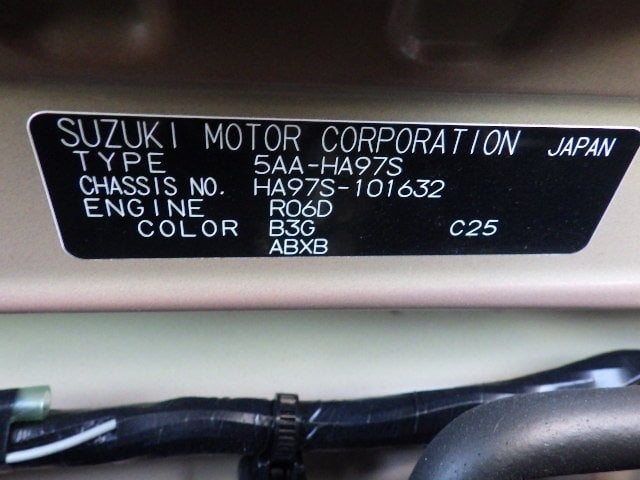 SUZUKI MOTOR CORPORATION JAPAN
TYPE 5AA-HA97S
CHASSIS NO. HA97S-101632
ENGINE R06D
COLOR B3G C25
ABXB